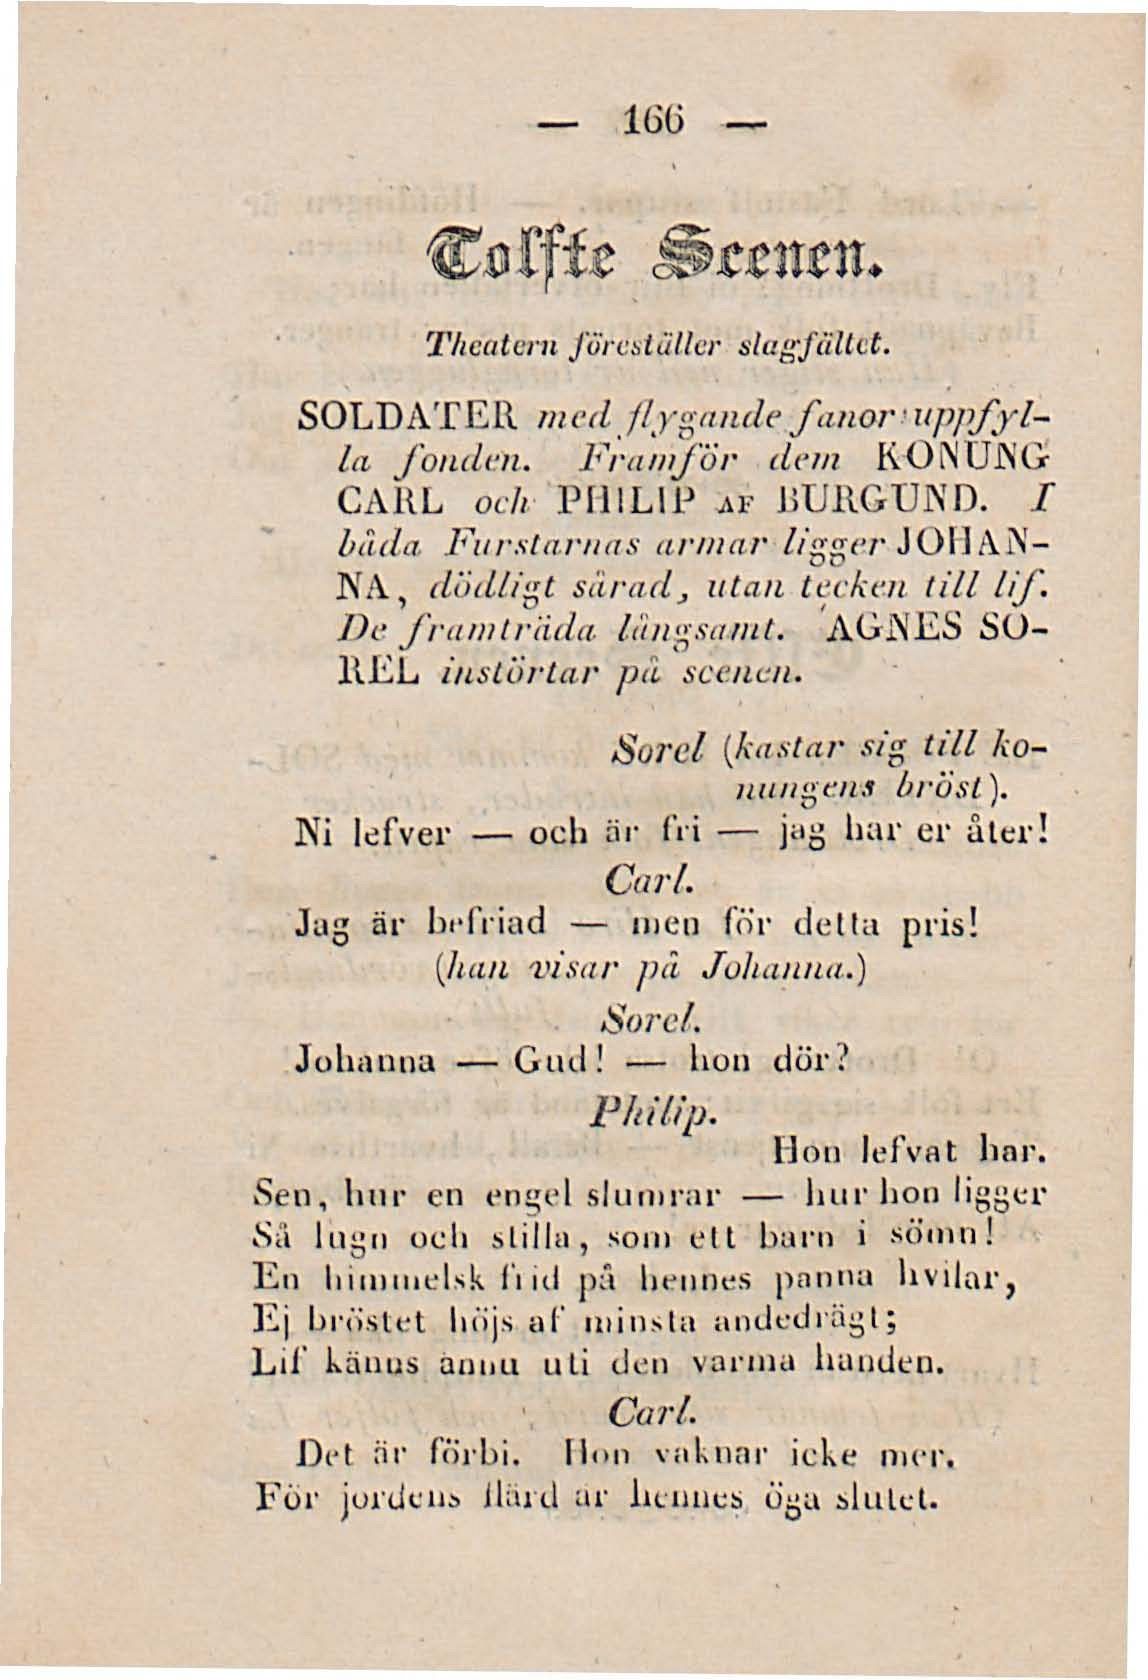 — 166 —
Tolfte Scenen.
Theatern föreställer slagfältet.
SOLDATER med flygande fanor uppfyl-
la fonden. Framför dem KONUNG
CARL och PHILIP AF BURGUND. I
båda Furstarnas armar ligger JOHAN-
NA, dödligt sårad, utan tecken till lif.
De framträda långsamt. AGNES SO-
REL instörtar på scenen.
Sorel (kastar sig till ko-
nungens bröst).
Ni lefver — och är fri — jag har er åter!
Carl.
Jag är befriad — men för detta pris!
(han visar på Johanna.)
Sorel.
Johanna — Gud! — hon dör?
Philip.
Hon lefvat har.
Sen, hur en engel slumrar — hur hon ligger
Så lugn och stilla, som ett barn i sömn!
En himmelsk frid på hennes panna hvilar,
Ej bröstet höjs af minsta andedrägt;
Lif känns ännu uti den varma handen.
Carl.
Det är förbi. Hon vaknar icke mer.
För jordens flärd är hennes öga slutet.